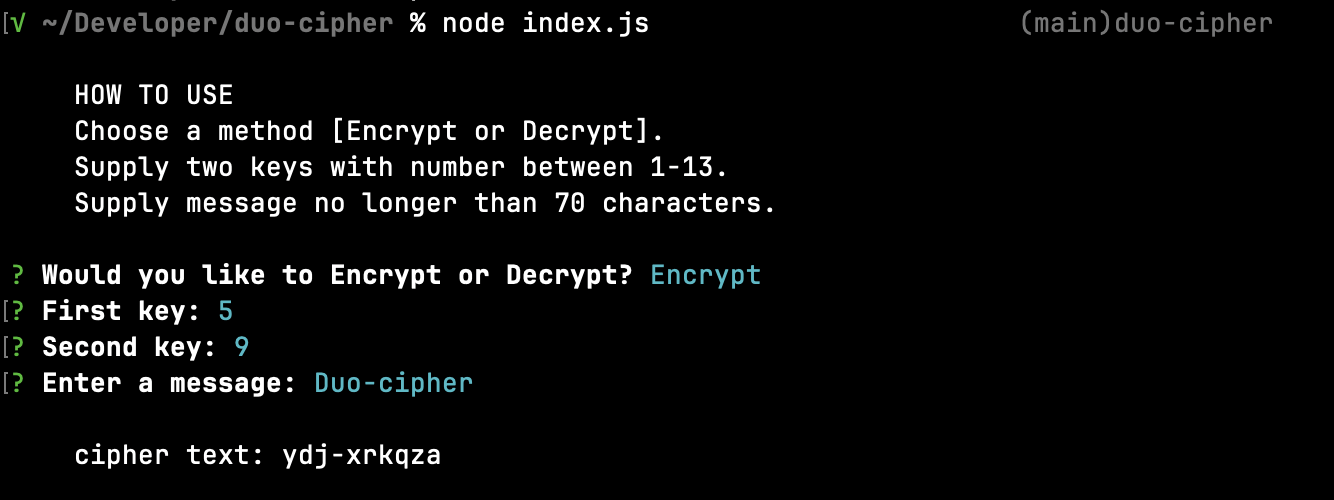 [√ ~/Developer/duo-cipher % node index.js (main)duo-cipher
HOW TO USE
Choose a method [Encrypt or Decrypt].
Supply two keys with number between 1-13.
Supply message no longer than 70 characters.
? Would you like to Encrypt or Decrypt? Encrypt
[? First key: 5
[? Second key: 9
[? Enter a message: Duo-cipher
cipher text: ydj-xrkqza